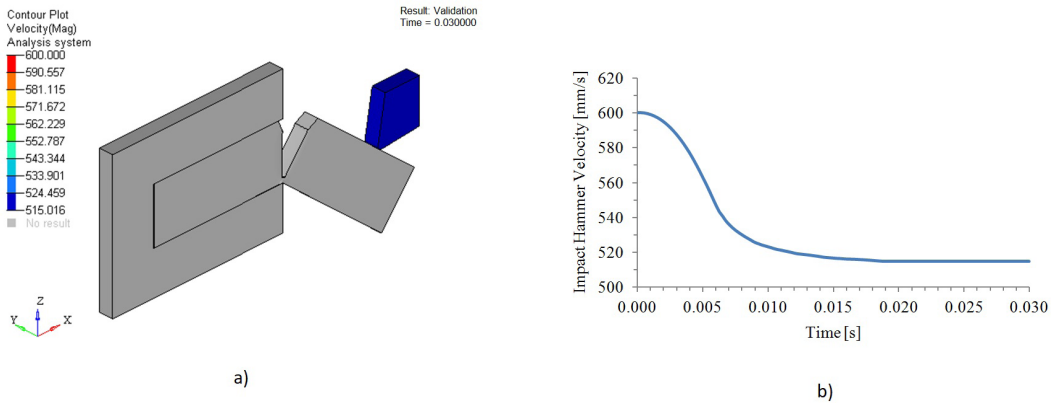 Contour Plot
Velocity(Mag)
Analysis system
600.000
590.557
581.115
571.672
562.229
552.787
543.344
533.901
524.459
515.016
No result
Result: Validation
Time = 0.030000
Z
Y
X
a)
Impact Hammer Velocity [mm/s]
620
600
580
560
540
520
500
0.000 0.005 0.010 0.015 0.020 0.025 0.030
Time [s]
b)